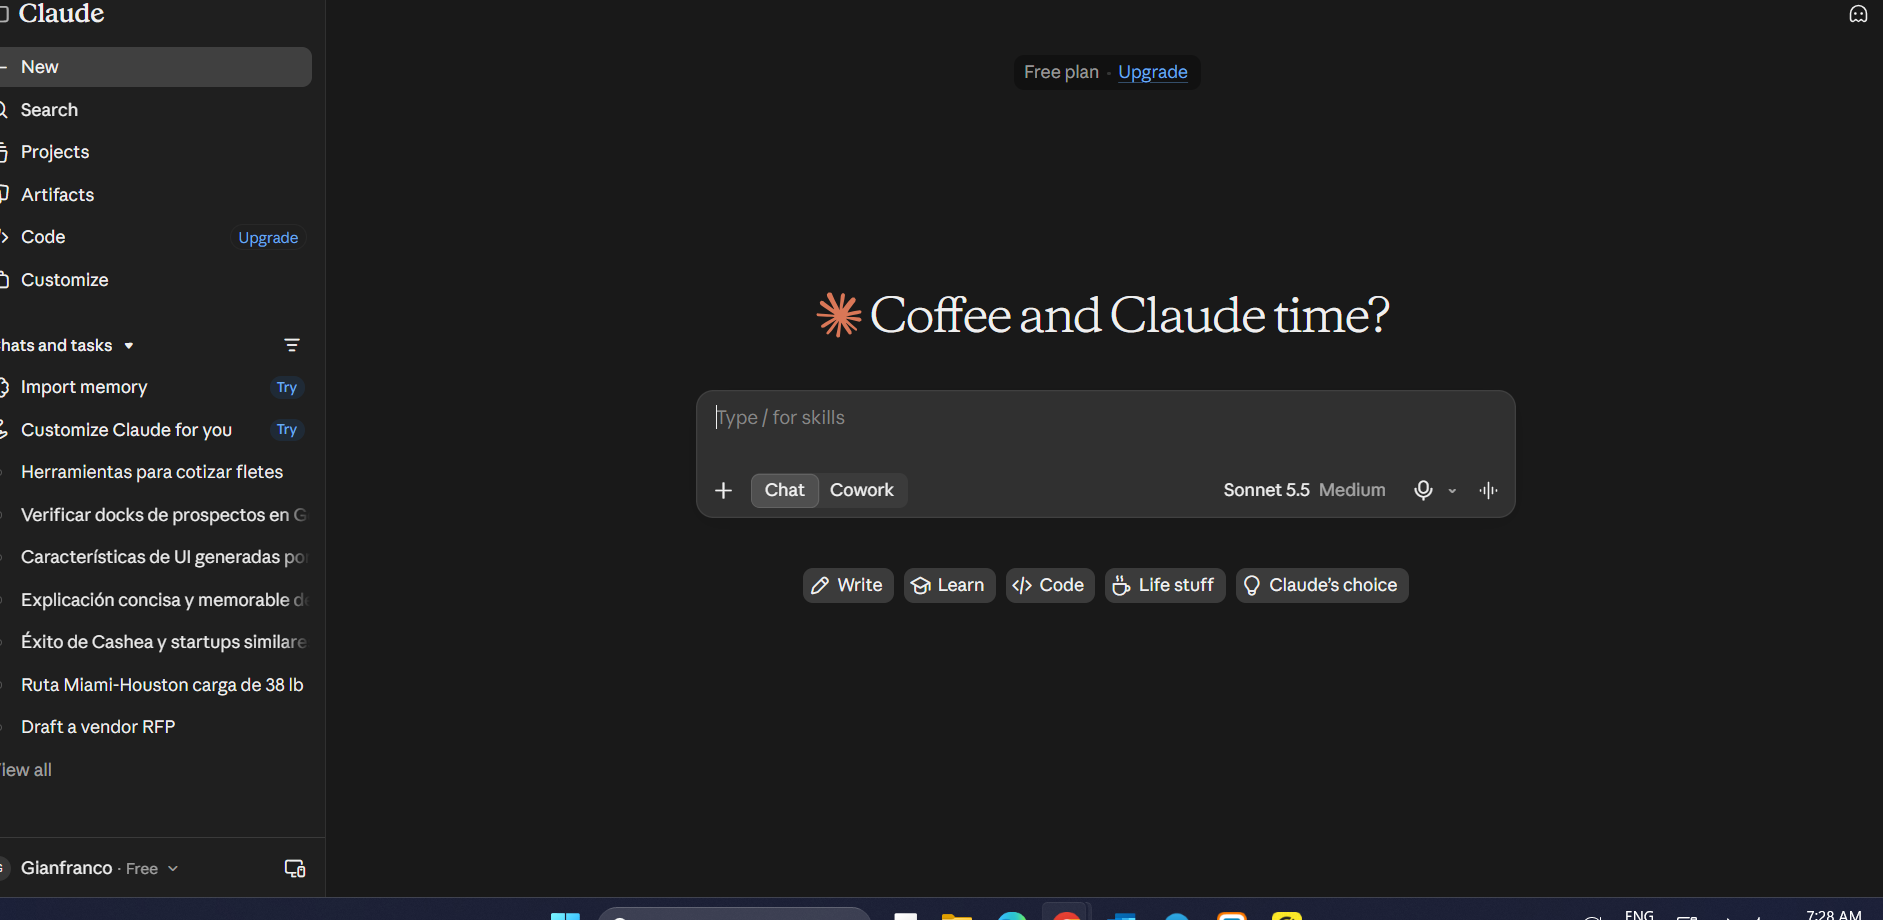 Claude
New
Search
Projects
Artifacts
Code Upgrade
Customize
hats and tasks
Import memory Try
Customize Claude for you Try
Herramientas para cotizar fletes
Verificar docks de prospectos en G
Características de UI generadas po
Explicación concisa y memorable d
Éxito de Cashea y startups similare
Ruta Miami-Houston carga de 38 lb
Draft a vendor RFP
iew all
Gianfranco · Free
Free plan · Upgrade
Coffee and Claude time?
Type / for skills
Chat Cowork Sonnet 5.5 Medium
Write Learn Code Life stuff Claude's choice
ENG 7:28 AM